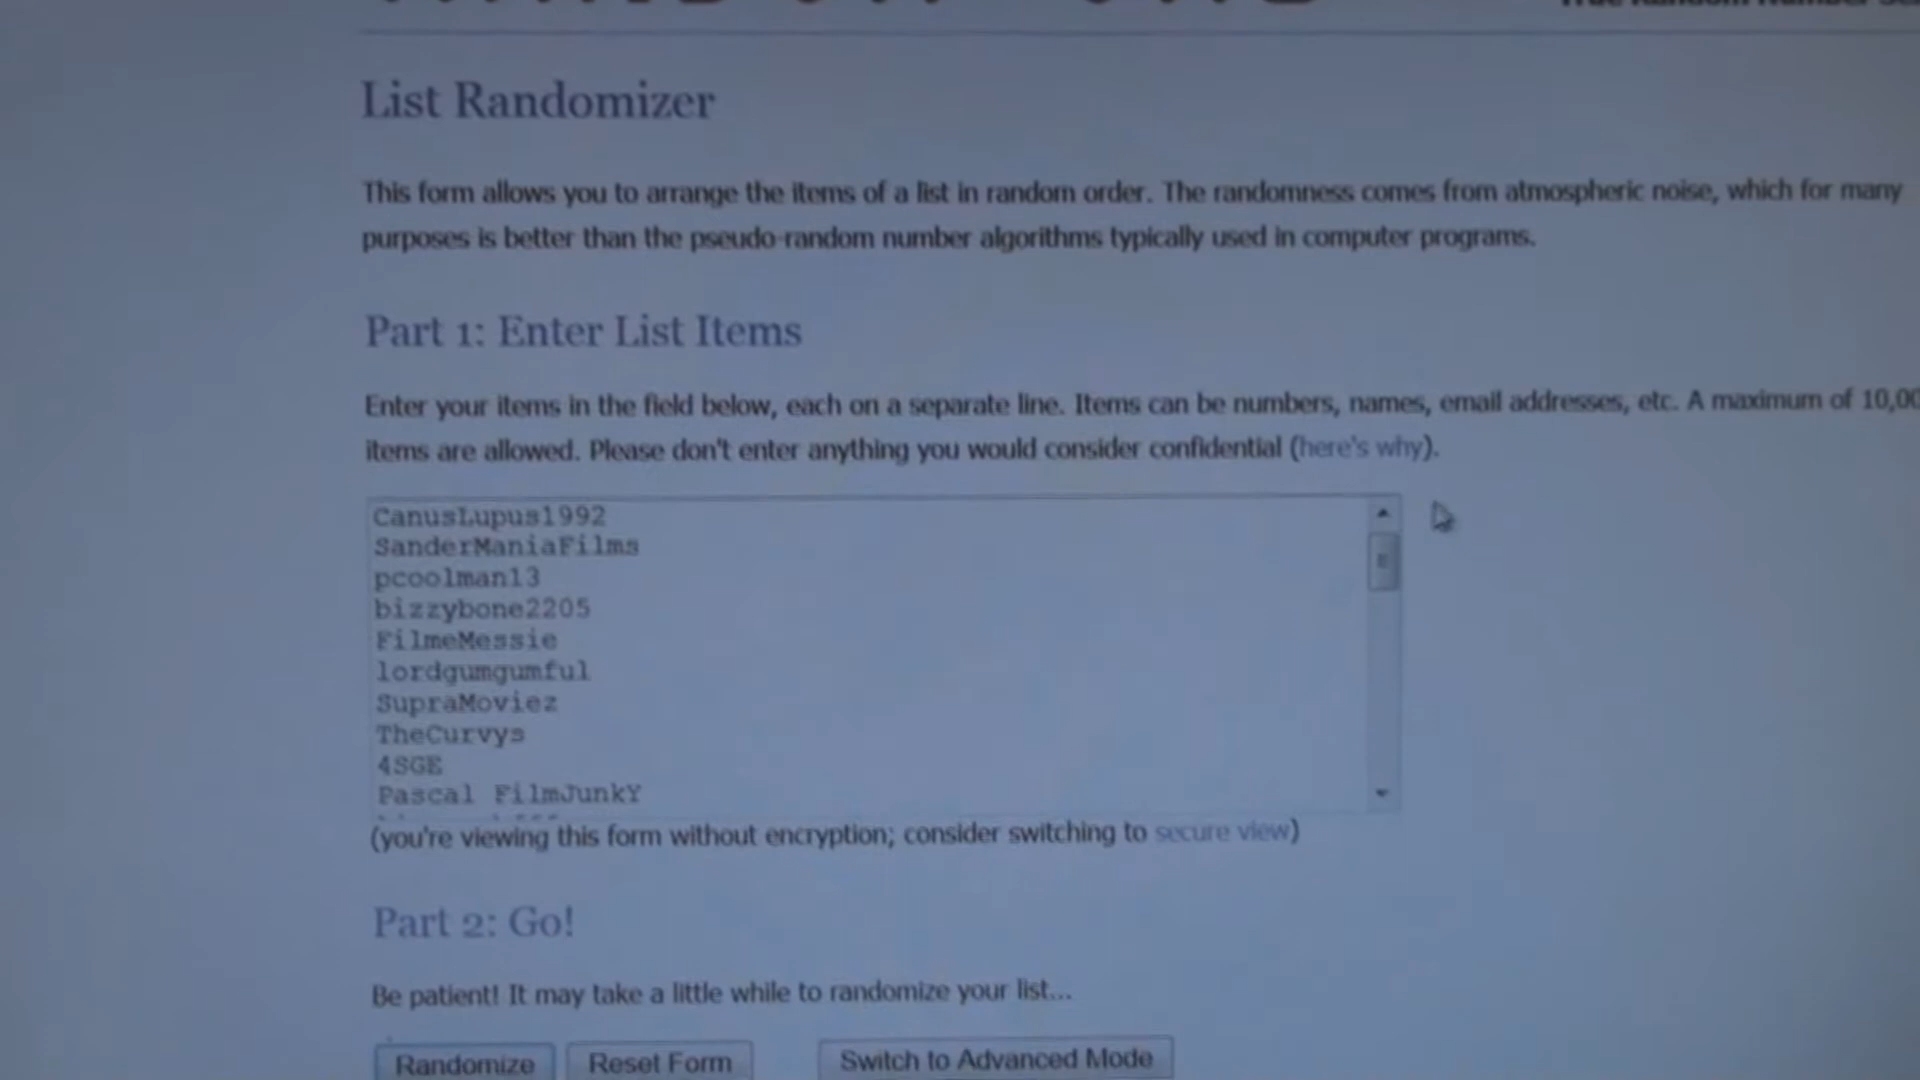 List Randomizer
This form allows you to arrange the items of a list in random order. The randomness comes from atmospheric noise, which for many
purposes is better than the pseudo-random number algorithms typically used in computer programs.
Part 1: Enter List Items
Enter your items in the field below, each on a separate line. Items can be numbers, names, email addresses, etc. A maximum of 10,00
items are allowed. Please don't enter anything you would consider confidential (here's why).
CanusLupus1992
SanderManiaFilms
pcoolman13
bizzybone2205
FilmeMessie
lordgumgumful
SupraMoviez
TheCurvys
4SGE
Pascal FilmJunkY
(you're viewing this form without encryption; consider switching to secure view)
Part 2: Go!
Be patient! It may take a little while to randomize your list...
Randomize Reset Form Switch to Advanced Mode